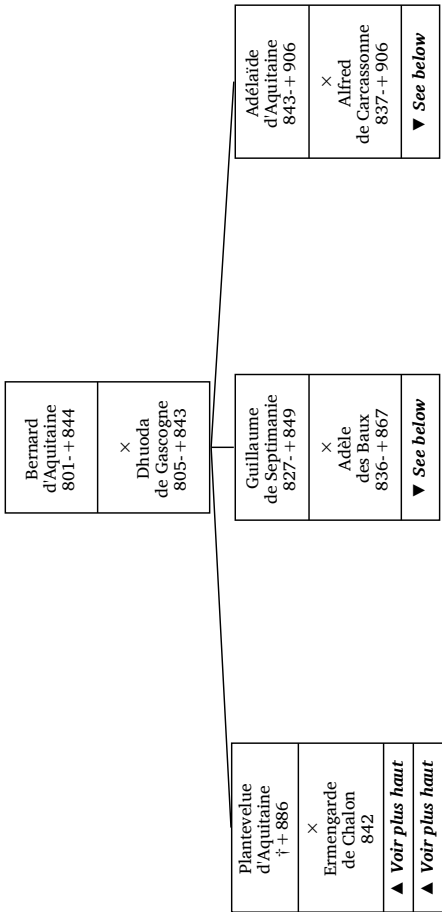 Bernard
d'Aquitaine
801-+844
×
Dhuoda
de Gascogne
805-+843
Plantevelue
d'Aquitaine
†+886
×
Ermengarde
de Chalon
842
▲ Voir plus haut
▲ Voir plus haut
Guillaume
de Septimanie
827-+849
×
Adèle
des Baux
836-+867
▼ See below
Adélaïde
d'Aquitaine
843-+906
×
Alfred
de Carcassonne
837-+906
▼ See below